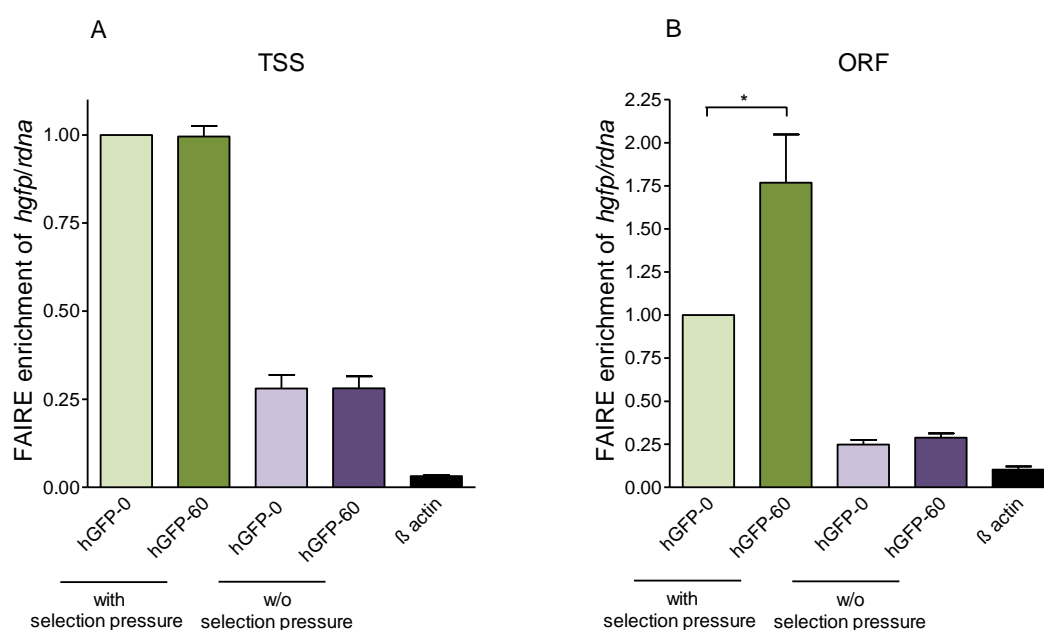 A
TSS
FAIRE enrichment of hgfp/rdna
1.00
0.75
0.50
0.25
0.00
hGFP-0
hGFP-60
hGFP-0
hGFP-60
ß actin
with
selection pressure
w/o
selection pressure
B
ORF
FAIRE enrichment of hgfp/rdna
2.25
2.00
1.75
1.50
1.25
1.00
0.75
0.50
0.25
0.00
*
hGFP-0
hGFP-60
hGFP-0
hGFP-60
ß actin
with
selection pressure
w/o
selection pressure